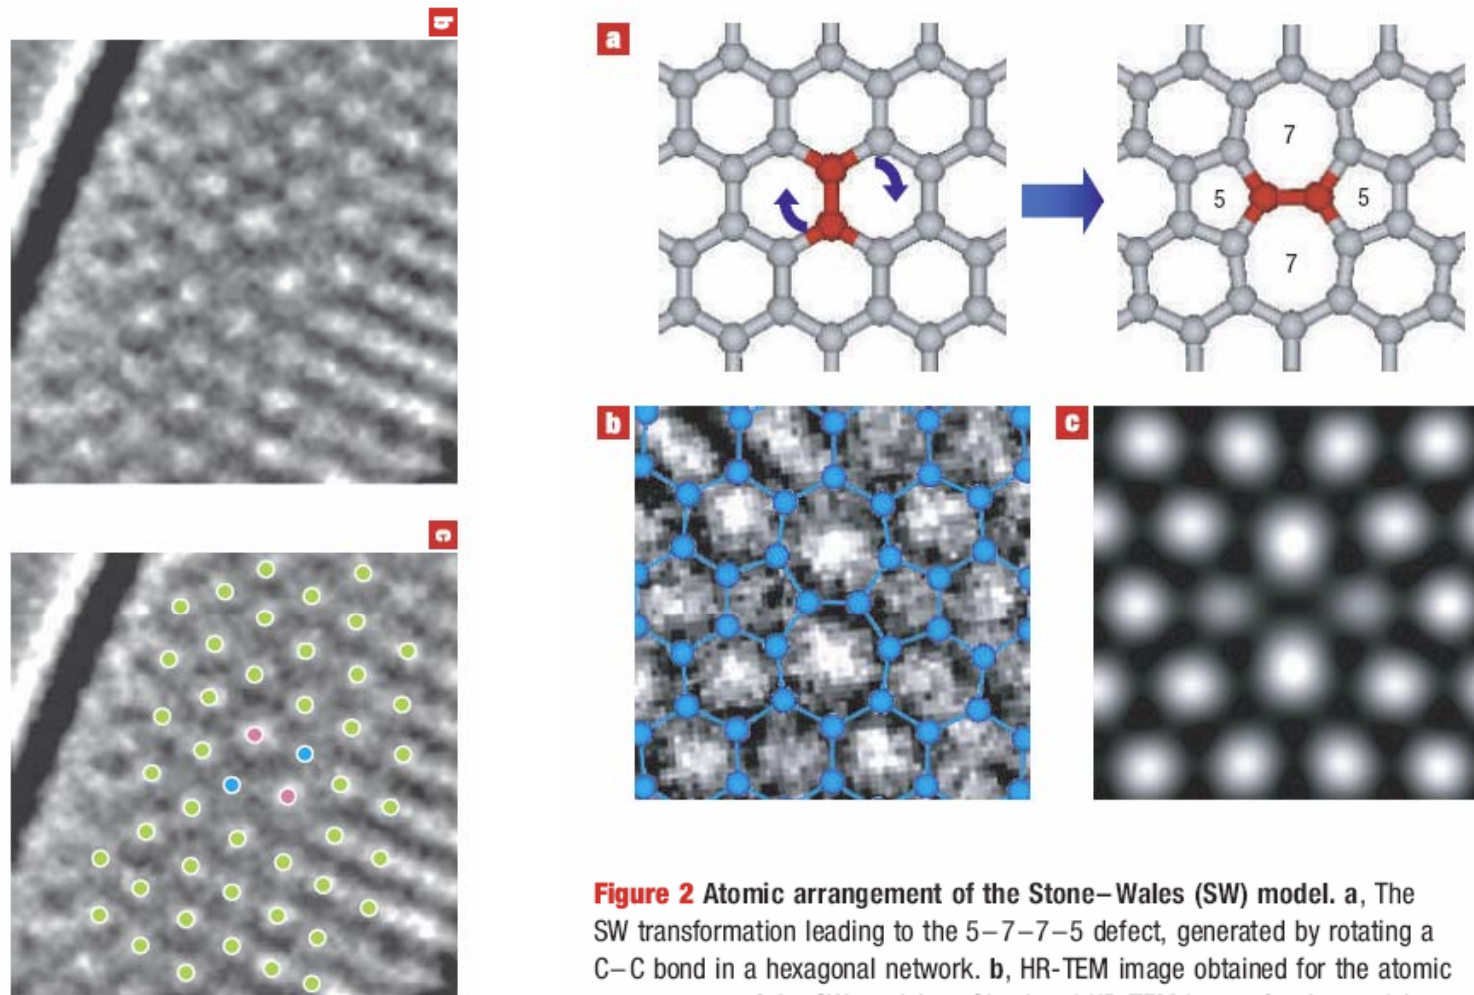 b
c
a
7
5
5
7
b
c
Figure 2 Atomic arrangement of the Stone–Wales (SW) model. a, The
SW transformation leading to the 5–7–7–5 defect, generated by rotating a
C–C bond in a hexagonal network. b, HR-TEM image obtained for the atomic